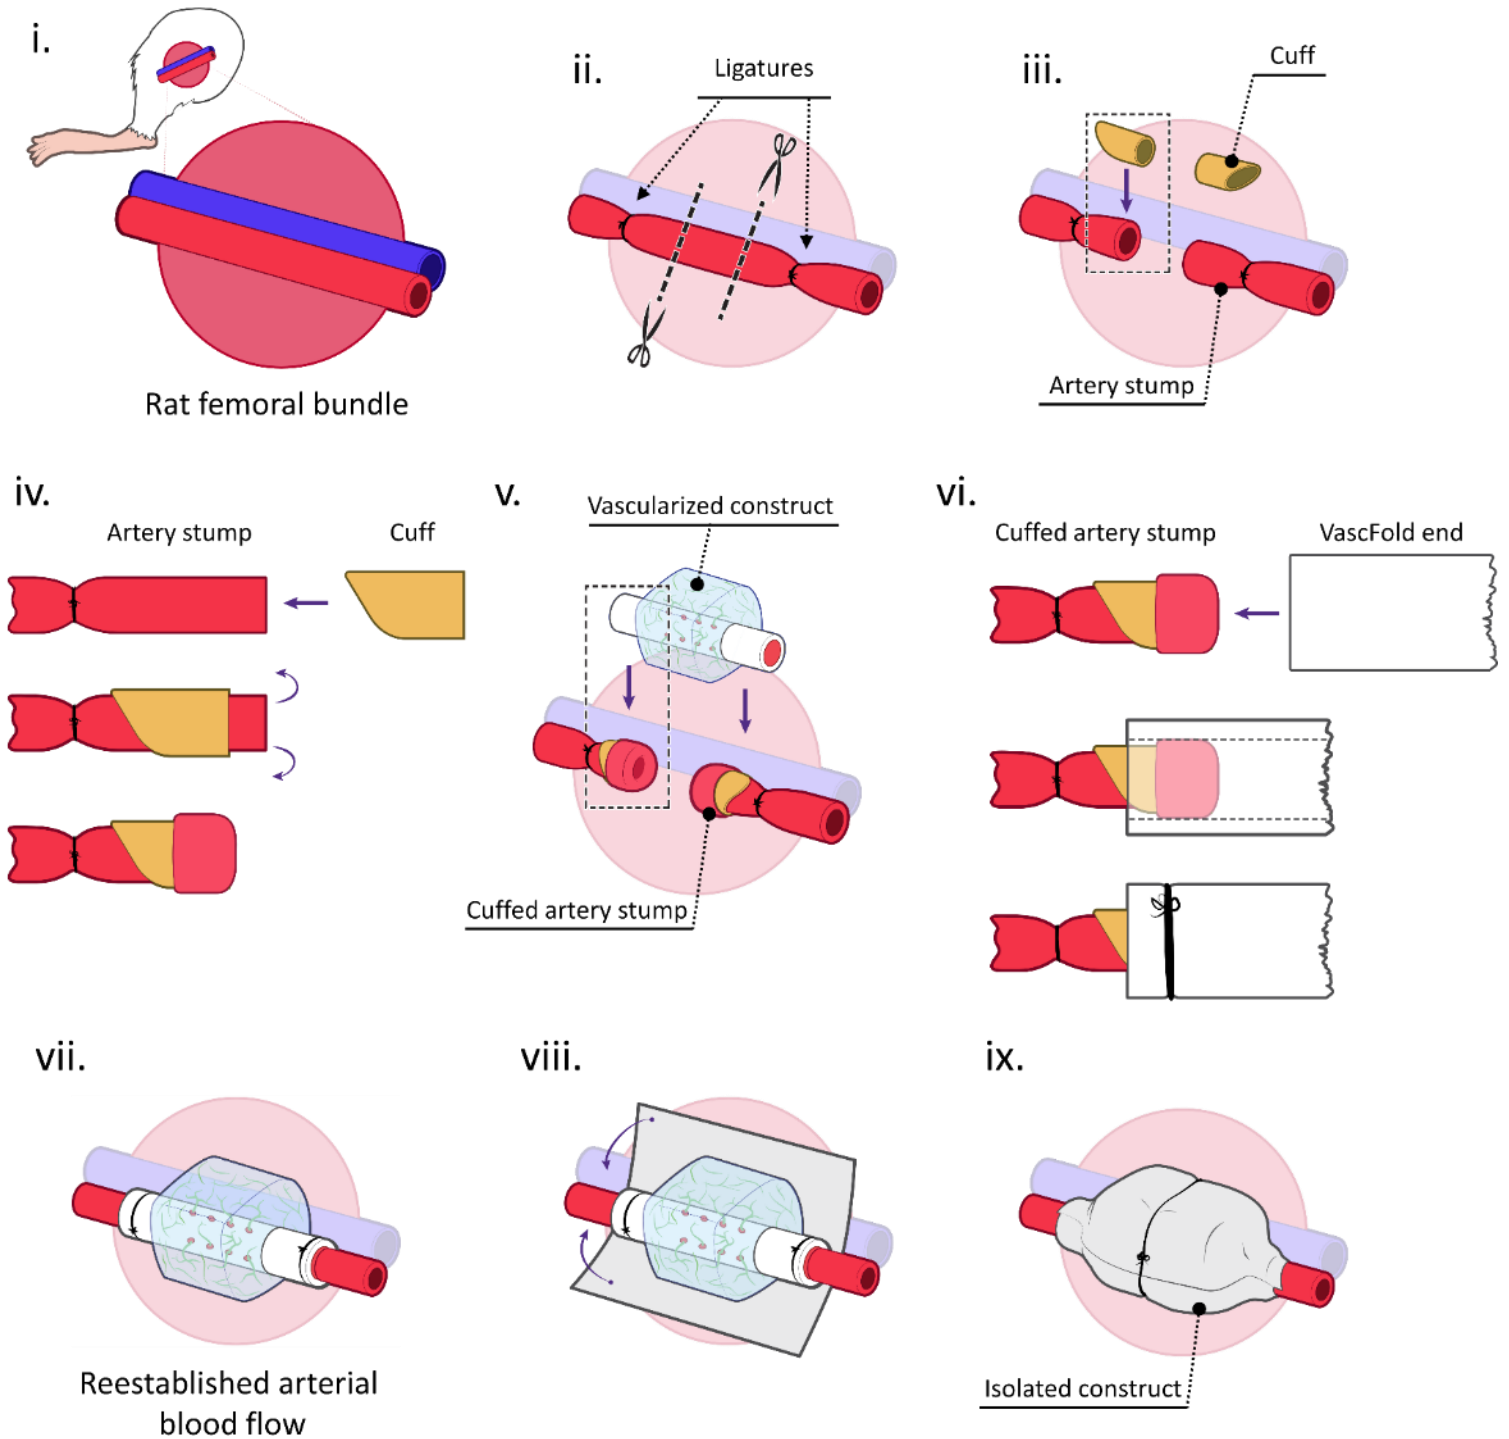 i.
Rat femoral bundle
ii.
Ligatures
iii.
Cuff
Artery stump
iv.
Artery stump
Cuff
v.
Vascularized construct
Cuffed artery stump
vi.
Cuffed artery stump
VascFold end
vii.
Reestablished arterial
blood flow
viii.
ix.
Isolated construct